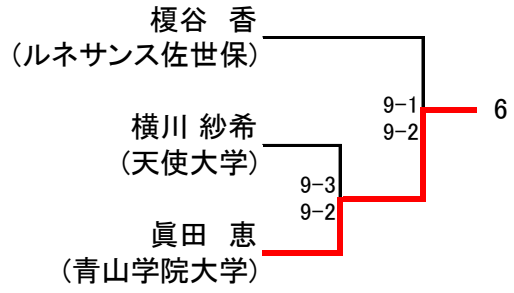 榎谷　香
(ルネサンス佐世保)
9-1
9-2
6
横川 紗希
(天使大学)
9-3
9-2
眞田　恵
(青山学院大学)